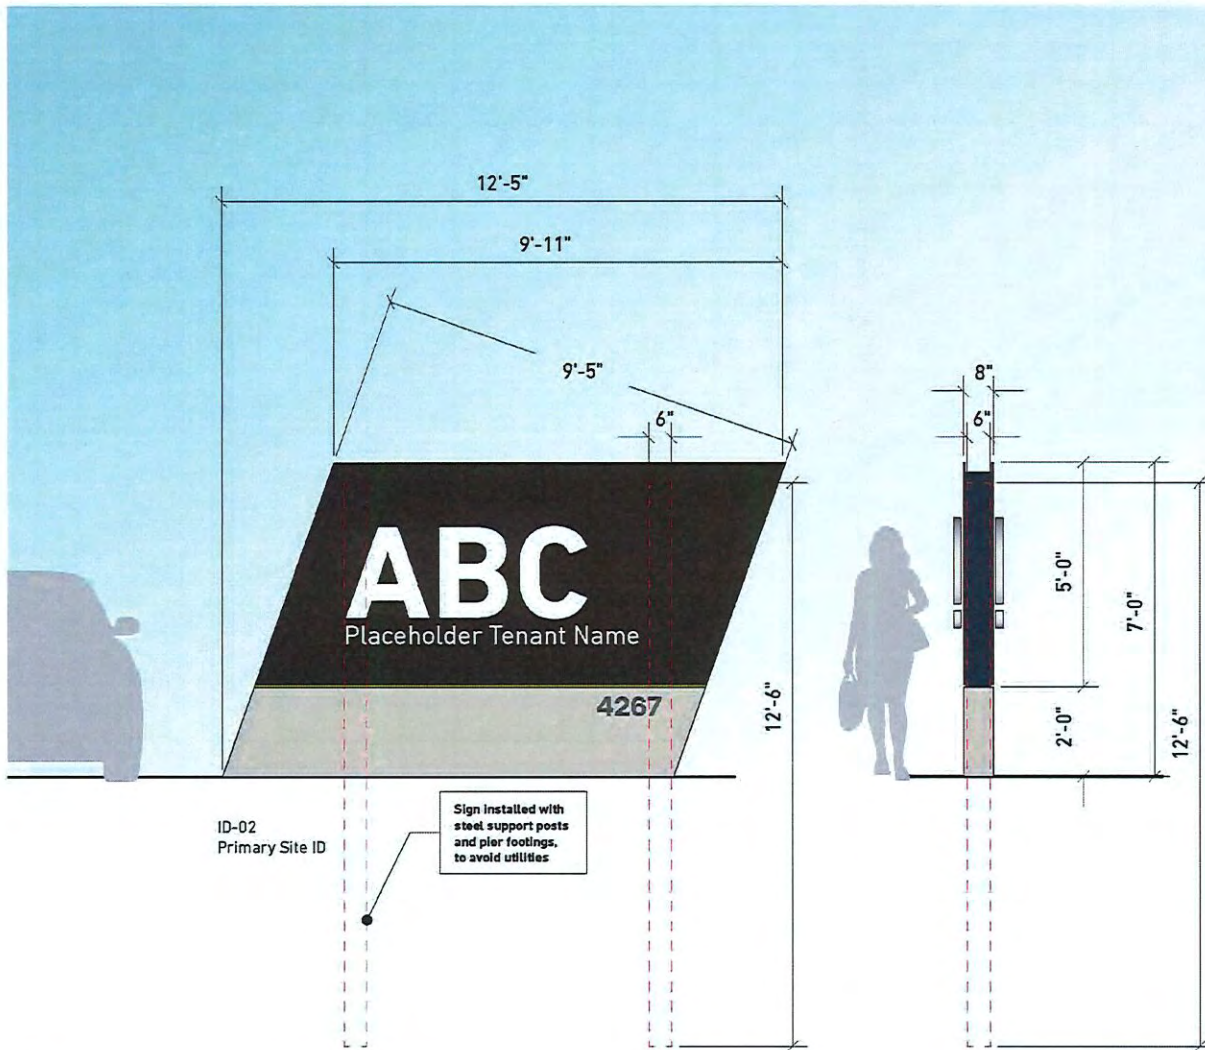 12'-5"
9'-11"
9'-5"
6"
8"
6"
ABC
Placeholder Tenant Name
4267
12'-6"
5'-0"
7'-0"
2'-0"
12'-6"
ID-02
Primary Site ID
Sign installed with
steel support posts
and pier footings,
to avoid utilities